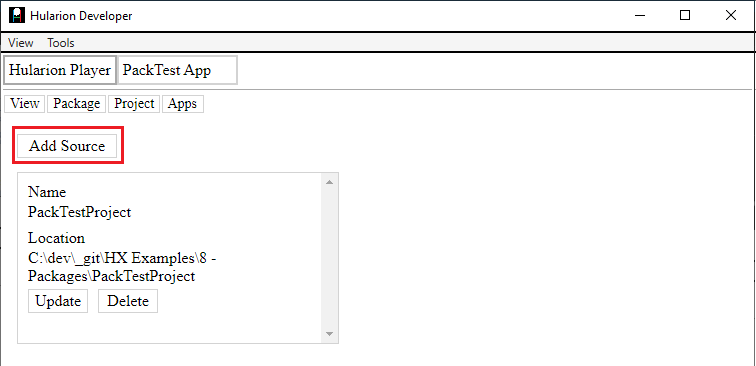 Hularion Developer
View Tools
Hularion Player PackTest App
View Package Project Apps
Add Source
Name
PackTestProject
Location
C:\dev\_git\HX Examples\8 -
Packages\PackTestProject
Update Delete